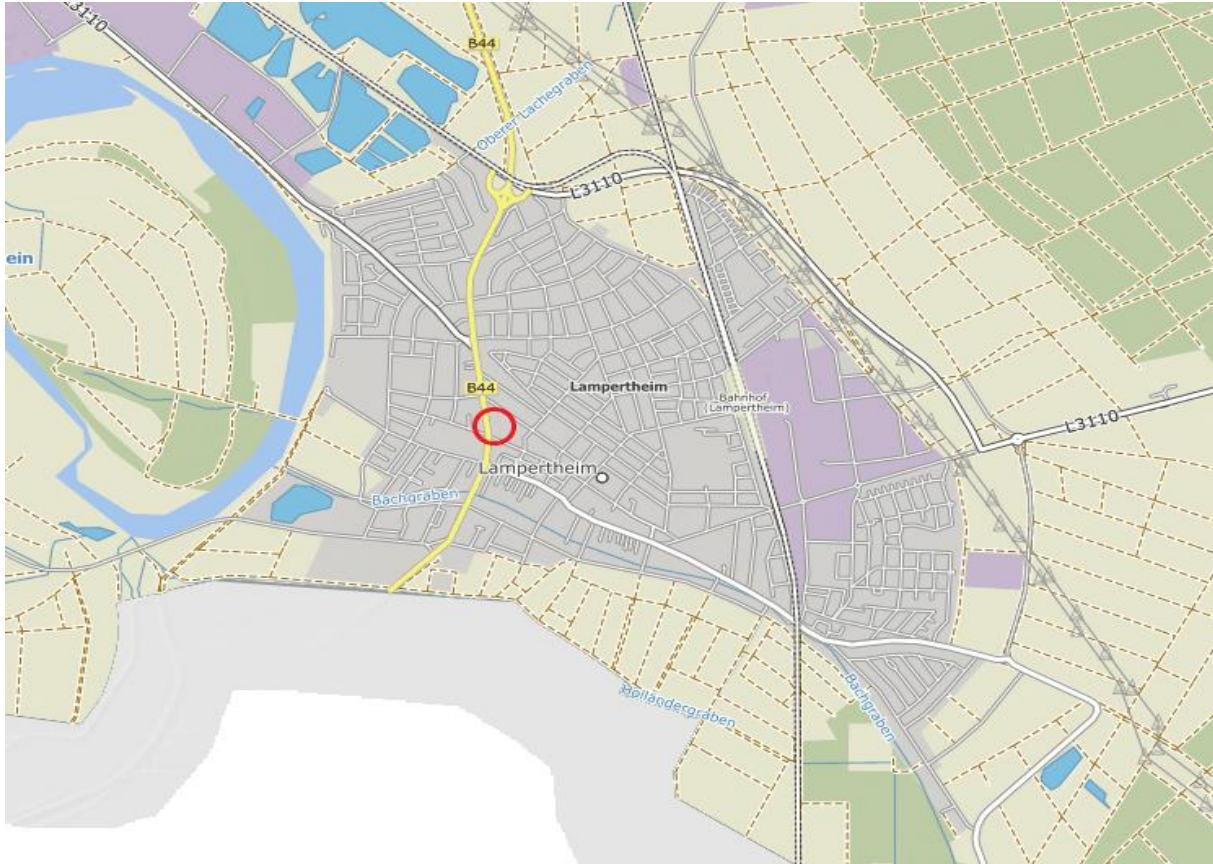 L3110
B44
Oberer Lachegraben
L3110
ein
B44
Lampertheim
Bahnhof
(Lampertheim)
L3110
Lampertheim
Bachgraben
Holländergraben
Bachgraben